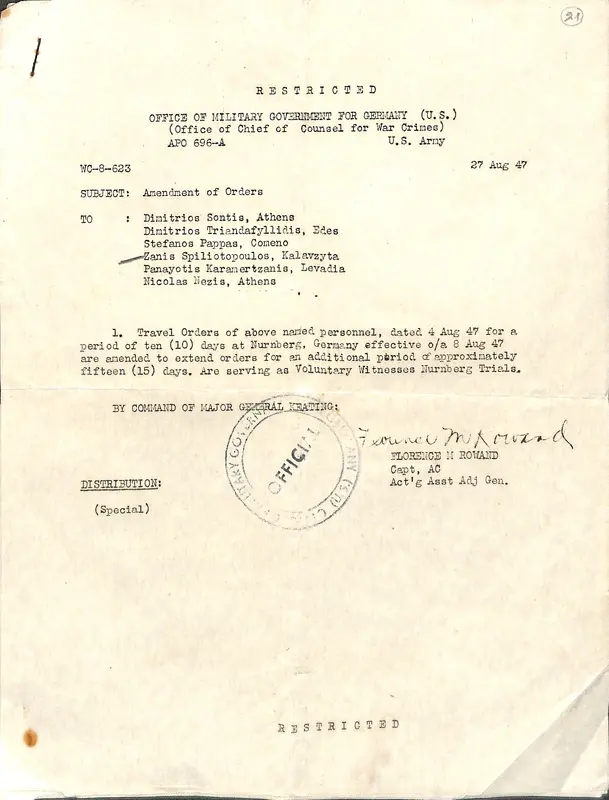 21
RESTRICTED
OFFICE OF MILITARY GOVERNMENT FOR GERMANY (U.S.)
(Office of Chief of Counsel for War Crimes)
APO 696-A U.S. Army
WC-8-623 27 Aug 47
SUBJECT: Amendment of Orders
TO : Dimitrios Sontis, Athens
Dimitrios Triandafyllidis, Edes
Stefanos Pappas, Comeno
Zanis Spiliotopoulos, Kalavzyta
Panayotis Karamertzanis, Levadia
Nicolas Nezis, Athens
1. Travel Orders of above named personnel, dated 4 Aug 47 for a
period of ten (10) days at Nurnberg, Germany effective o/a 8 Aug 47
are amended to extend orders for an additional period of approximately
fifteen (15) days. Are serving as Voluntary Witnesses Nurnberg Trials.
BY COMMAND OF MAJOR GENERAL KEATING:
Florence M Rowand
FLORENCE M ROWAND
Capt, AC
Act'g Asst Adj Gen.
OFFICIAL
DISTRIBUTION:
(Special)
RESTRICTED